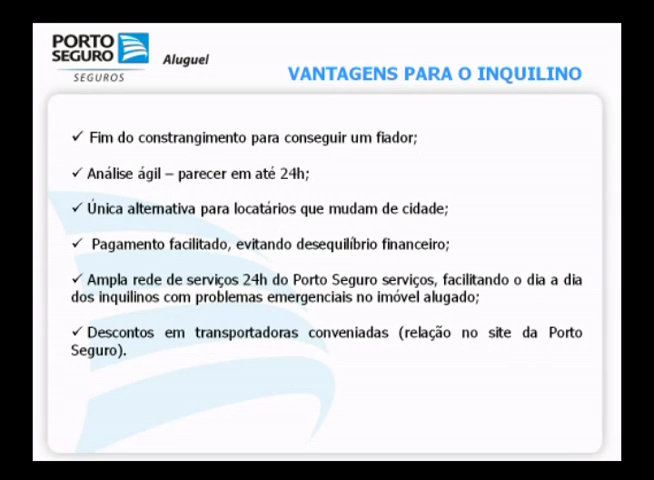 PORTO
SEGURO
SEGUROS
Aluguel
VANTAGENS PARA O INQUILINO
✓ Fim do constrangimento para conseguir um fiador;
✓ Análise ágil – parecer em até 24h;
✓ Única alternativa para locatários que mudam de cidade;
✓ Pagamento facilitado, evitando desequilíbrio financeiro;
✓ Ampla rede de serviços 24h do Porto Seguro serviços, facilitando o dia a dia
dos inquilinos com problemas emergenciais no imóvel alugado;
✓ Descontos em transportadoras conveniadas (relação no site da Porto
Seguro).